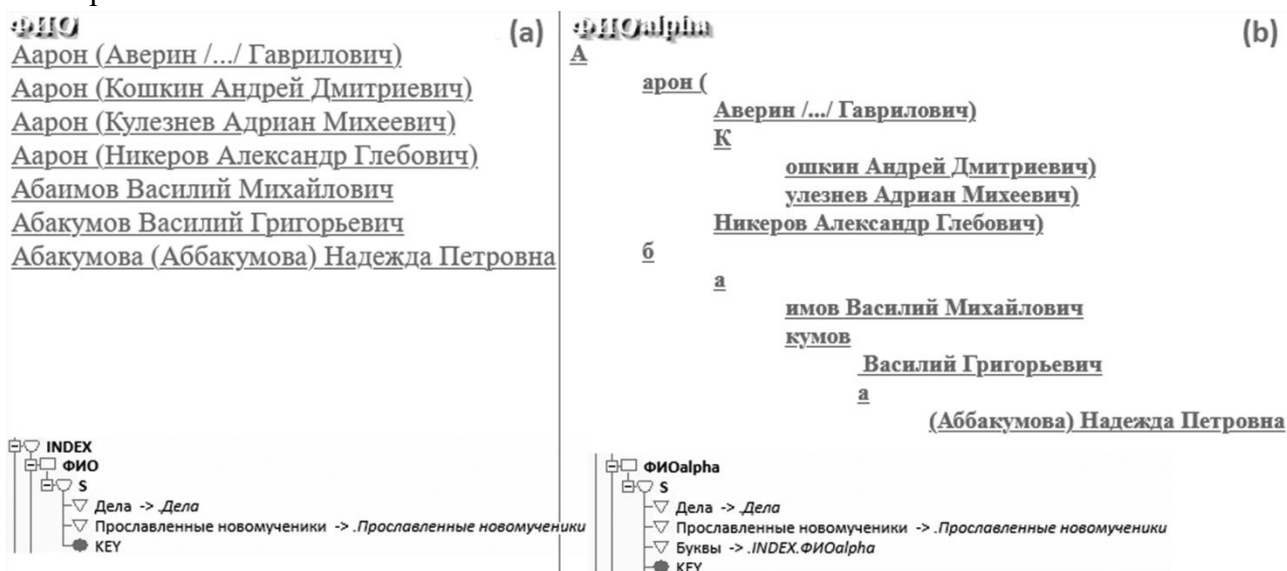 ФИО
(a)
Аарон (Аверин /.../ Гаврилович)
Аарон (Кошкин Андрей Дмитриевич)
Аарон (Кулезнев Адриан Михеевич)
Аарон (Никеров Александр Глебович)
Абаимов Василий Михайлович
Абакумов Василий Григорьевич
Абакумова (Аббакумова) Надежда Петровна
INDEX
ФИО
S
Дела -> .Дела
Прославленные новомученики -> .Прославленные новомученики
KEY
ФИОalpha
(b)
А
арон (
Аверин /.../ Гаврилович)
К
ошкин Андрей Дмитриевич)
улезнев Адриан Михеевич)
Никеров Александр Глебович)
б
а
имов Василий Михайлович
кумов
Василий Григорьевич
а
(Аббакумова) Надежда Петровна
ФИОalpha
S
Дела -> .Дела
Прославленные новомученики -> .Прославленные новомученики
Буквы -> .INDEX.ФИОalpha
KEY